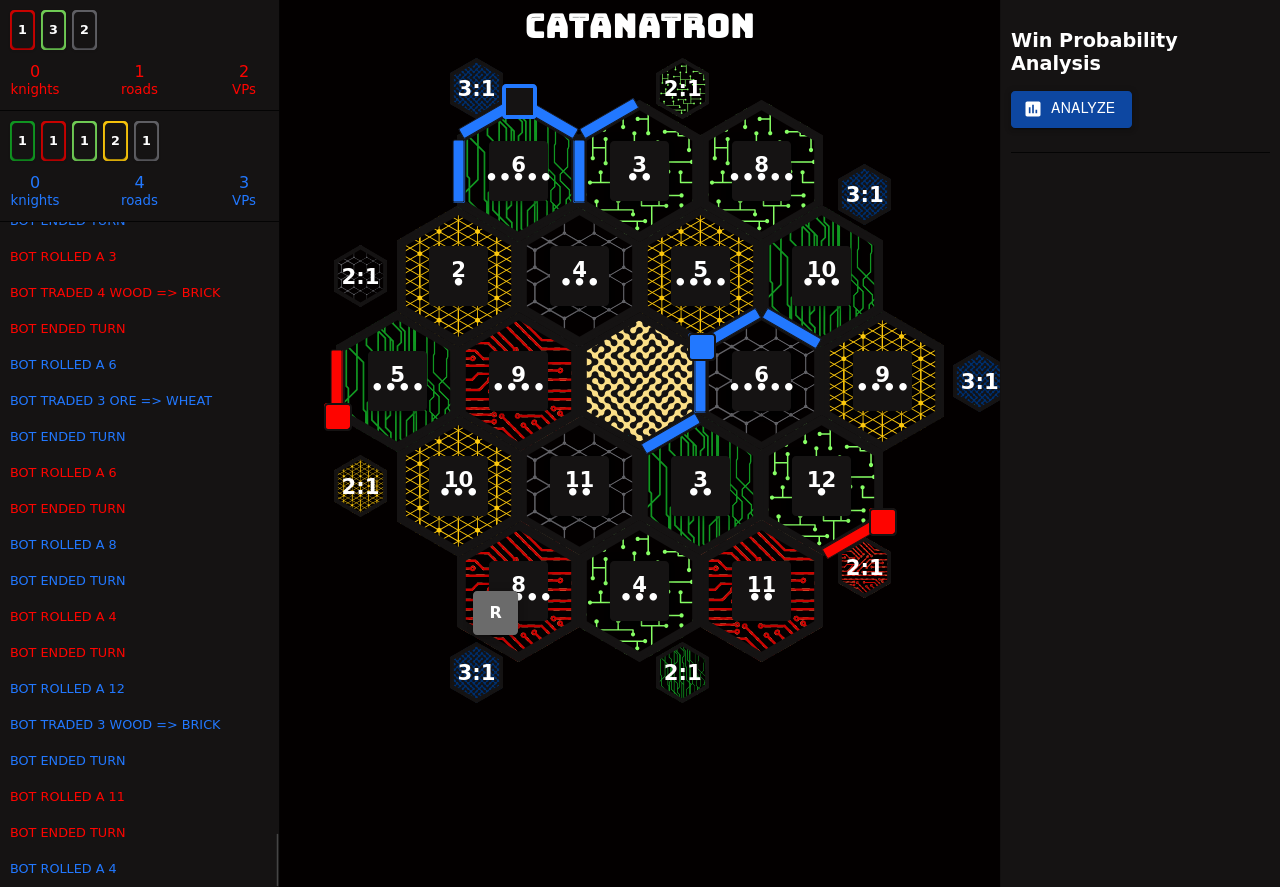 CATANATRON
1 3 2
0 1 2
knights roads VPs
1 1 1 2 1
0 4 3
knights roads VPs
BOT ENDED TURN
BOT ROLLED A 3
BOT TRADED 4 WOOD => BRICK
BOT ENDED TURN
BOT ROLLED A 6
BOT TRADED 3 ORE => WHEAT
BOT ENDED TURN
BOT ROLLED A 6
BOT ENDED TURN
BOT ROLLED A 8
BOT ENDED TURN
BOT ROLLED A 4
BOT ENDED TURN
BOT ROLLED A 12
BOT TRADED 3 WOOD => BRICK
BOT ENDED TURN
BOT ROLLED A 11
BOT ENDED TURN
BOT ROLLED A 4
3:1 2:1
6 3 8
3:1
2:1 2 4 5 10
5 9 6 9 3:1
2:1 10 11 3 12
2:1
8 4 11
R
3:1 2:1
Win Probability
Analysis
ANALYZE